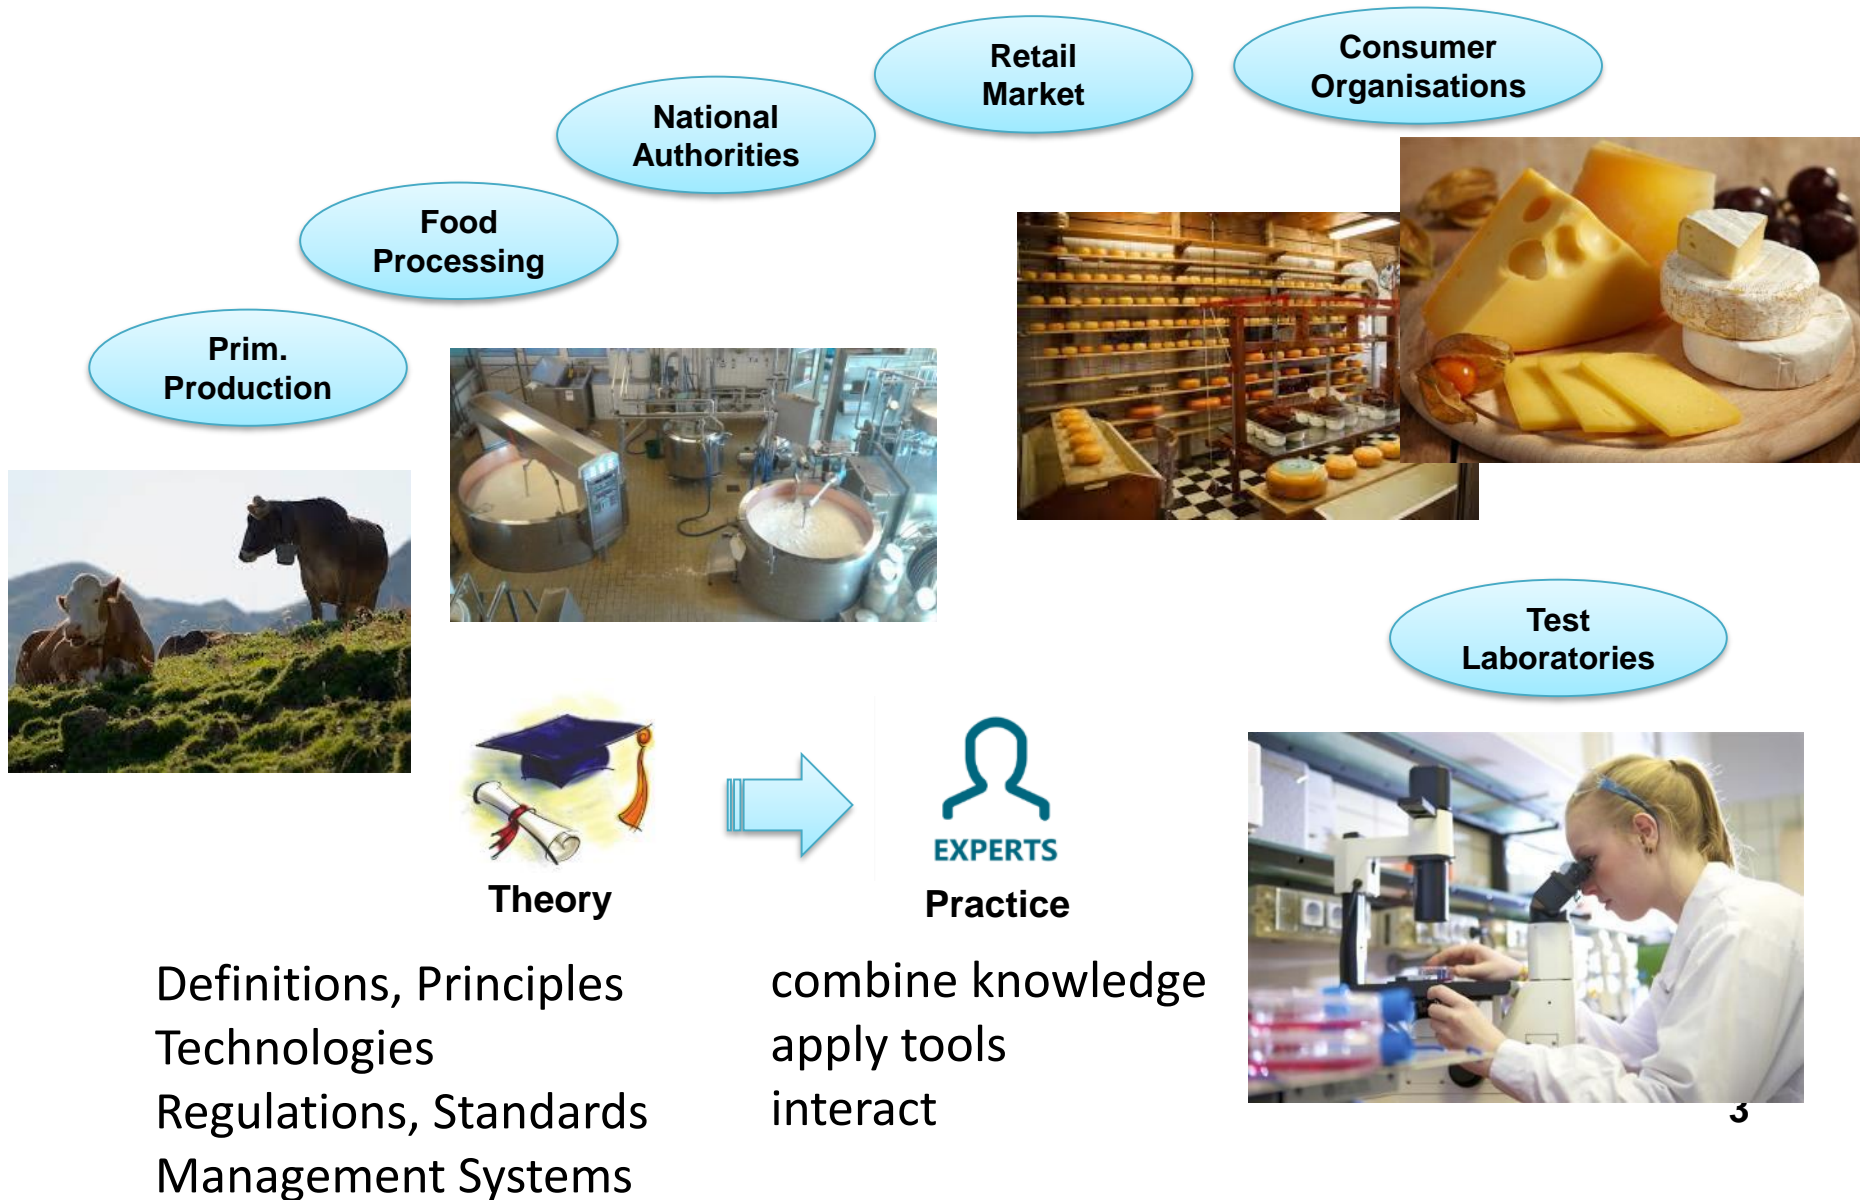 Retail
Market
Consumer
Organisations
National
Authorities
Food
Processing
Prim.
Production
Test
Laboratories
EXPERTS
Theory
Practice
Definitions, Principles
Technologies
Regulations, Standards
Management Systems
combine knowledge
apply tools
interact
3